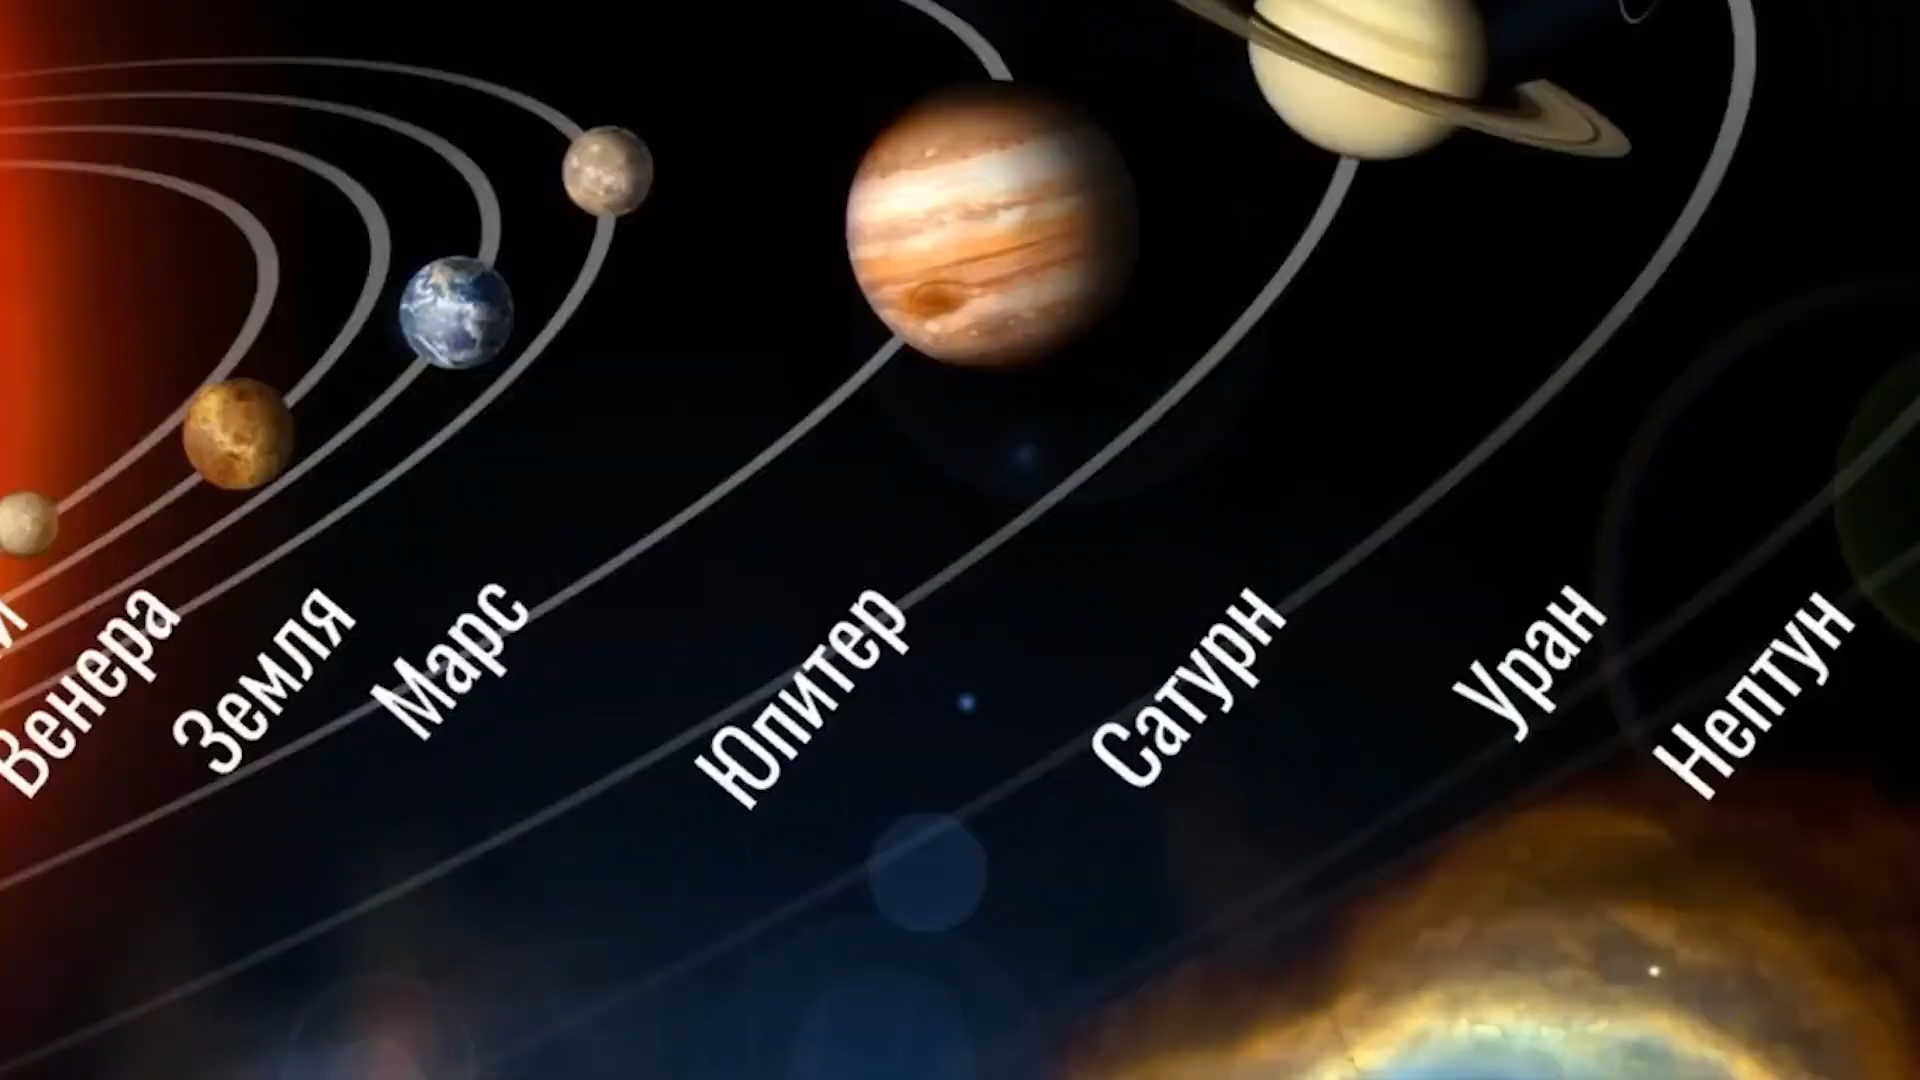 Венера
Земля
Марс
Юпитер
Сатурн
Уран
Нептун